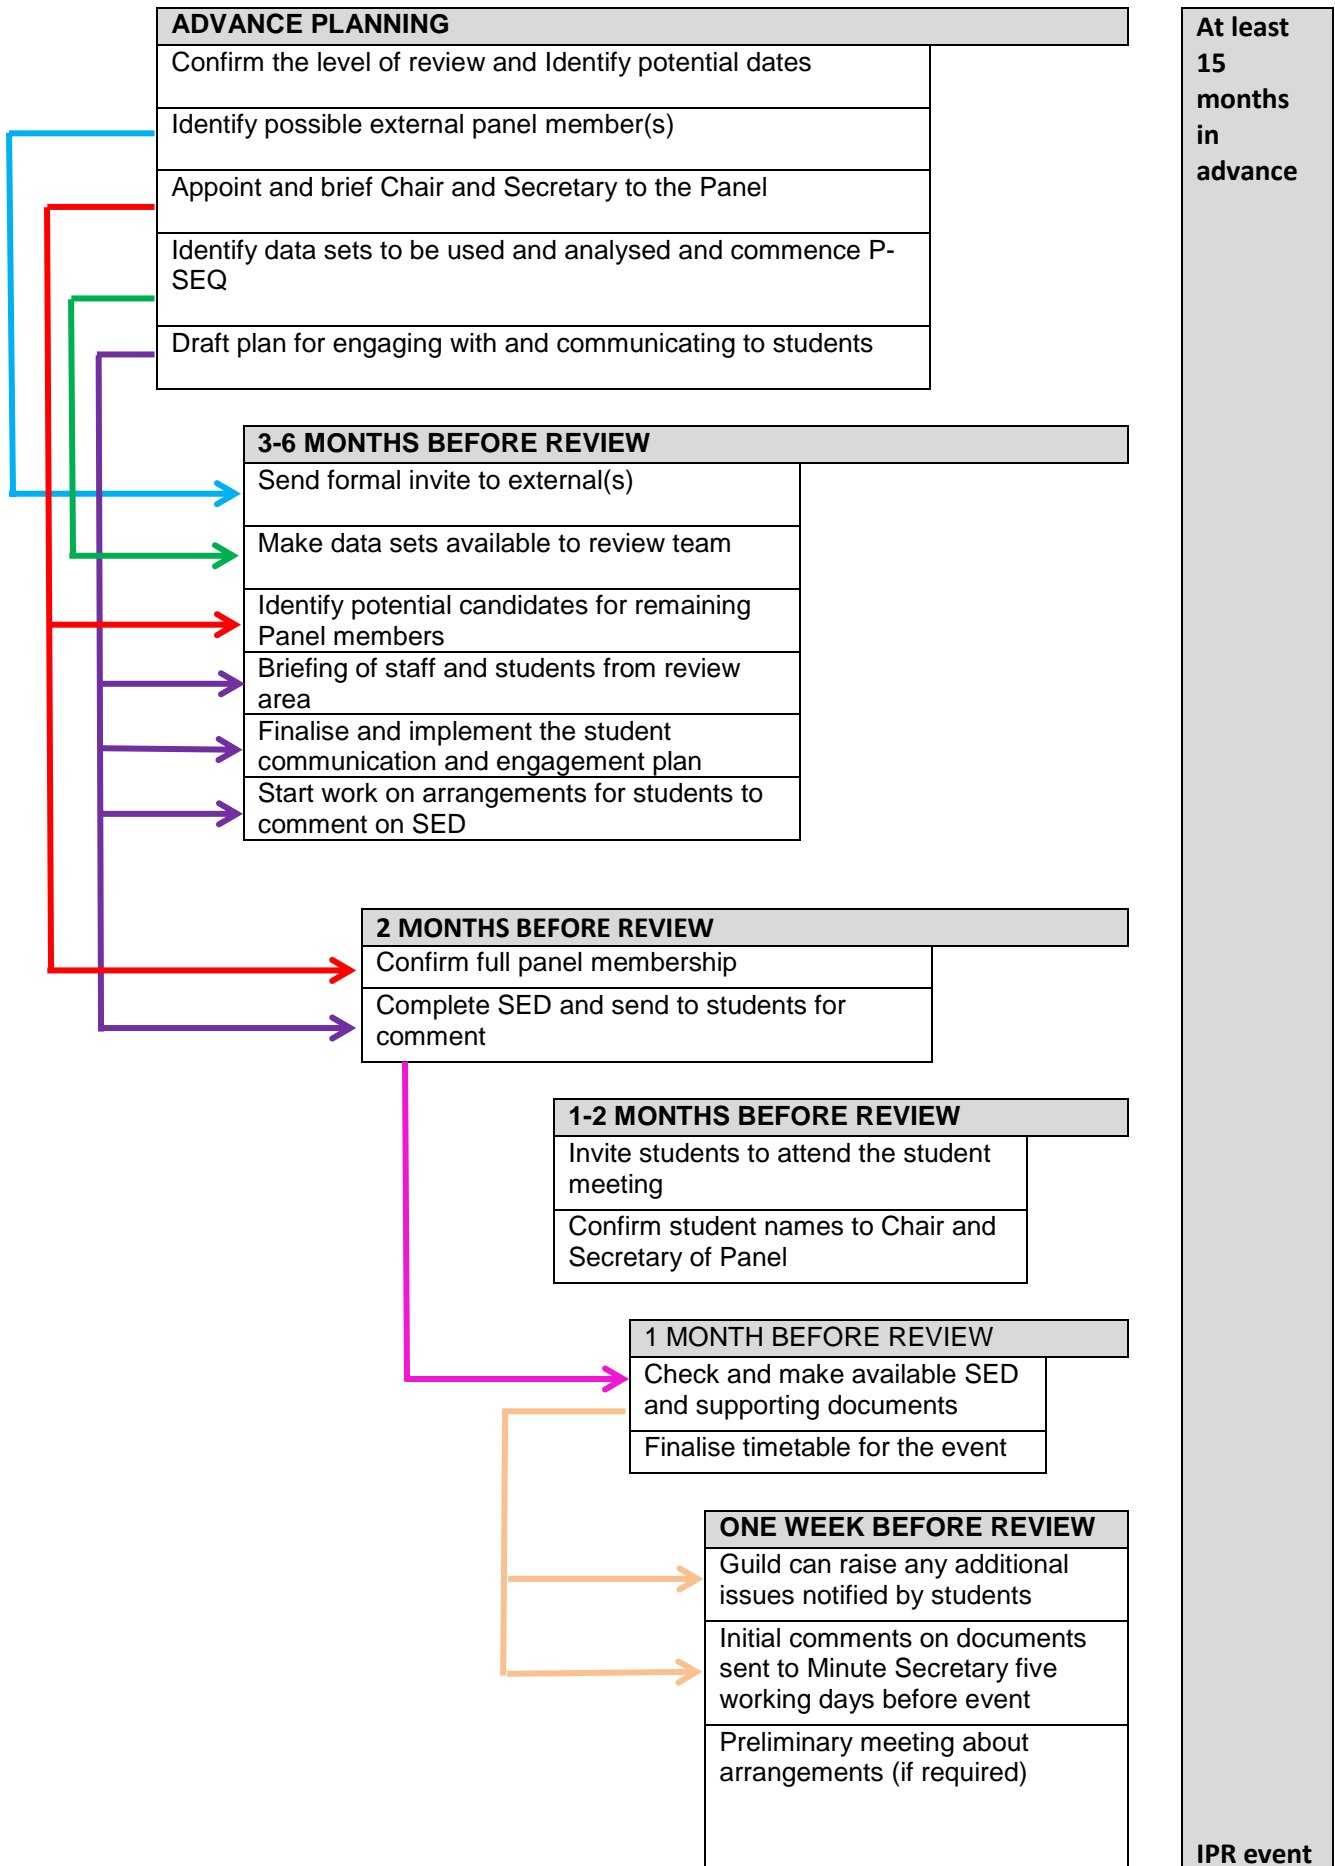 ADVANCE PLANNING
Confirm the level of review and Identify potential dates
Identify possible external panel member(s)
Appoint and brief Chair and Secretary to the Panel
Identify data sets to be used and analysed and commence P-
SEQ
Draft plan for engaging with and communicating to students
At least
15
months
in
advance
3-6 MONTHS BEFORE REVIEW
Send formal invite to external(s)
Make data sets available to review team
Identify potential candidates for remaining
Panel members
Briefing of staff and students from review
area
Finalise and implement the student
communication and engagement plan
Start work on arrangements for students to
comment on SED
2 MONTHS BEFORE REVIEW
Confirm full panel membership
Complete SED and send to students for
comment
1-2 MONTHS BEFORE REVIEW
Invite students to attend the student
meeting
Confirm student names to Chair and
Secretary of Panel
1 MONTH BEFORE REVIEW
Check and make available SED
and supporting documents
Finalise timetable for the event
ONE WEEK BEFORE REVIEW
Guild can raise any additional
issues notified by students
Initial comments on documents
sent to Minute Secretary five
working days before event
Preliminary meeting about
arrangements (if required)
IPR event